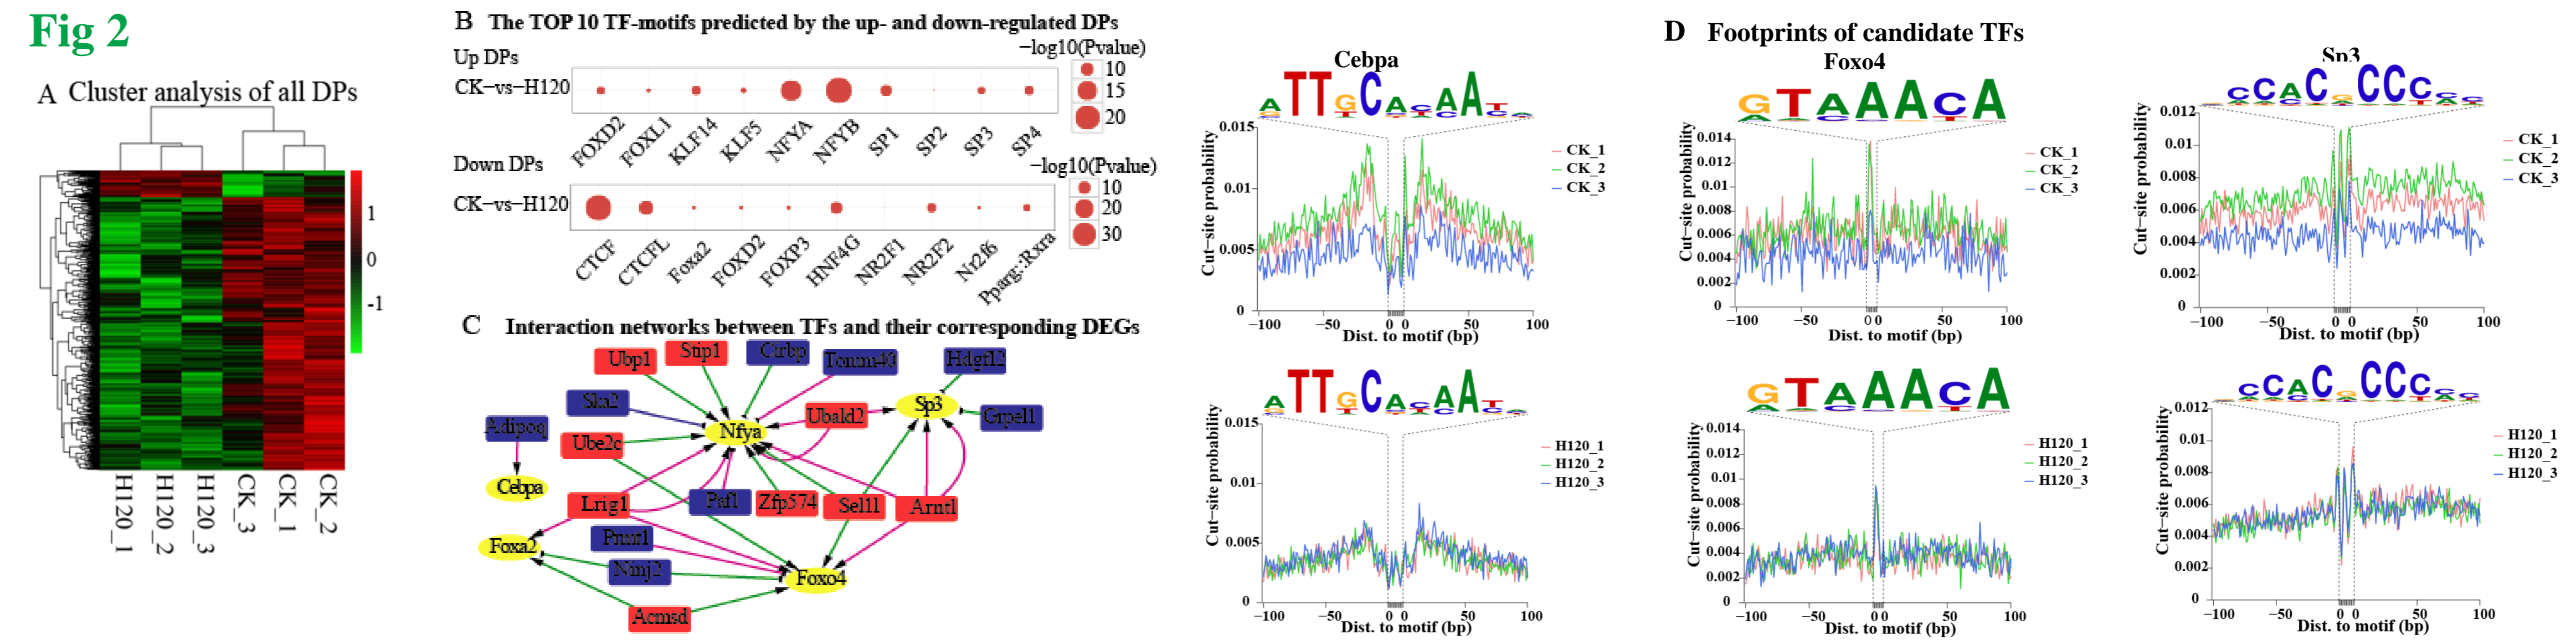 Fig 2
A Cluster analysis of all DPs
1
0
-1
H120_1
H120_2
H120_3
CK_3
CK_1
CK_2
B The TOP 10 TF-motifs predicted by the up- and down-regulated DPs
Up DPs
−log10(Pvalue)
CK−vs−H120
10
15
20
FOXD2
FOXL1
KLF14
KLF5
NFYA
NFYB
SP1
SP2
SP3
SP4
Down DPs
−log10(Pvalue)
CK−vs−H120
10
20
30
CTCF
CTCFL
Foxa2
FOXD2
FOXP3
HNF4G
NR2F1
NR2F2
Nr2f6
Pparg::Rxra
C Interaction networks between TFs and their corresponding DEGs
Ubp1
Stip1
Cirbp
Tomm40
Hdgfl2
Ska2
Ubald2
Sp3
Grpel1
Adipoq
Ube2c
Nfya
Cebpa
Lrig1
Paf1
Zfp574
Sel1l
Arntl
Foxa2
Ninj2
Foxo4
Acmsd
D Footprints of candidate TFs
Cebpa
ATTGCACAAT
Cut−site probability
0.015
0.01
0.005
0
−100 −50 0 0 50 100
Dist. to motif (bp)
CK_1
CK_2
CK_3
Foxo4
GTAAACA
Cut−site probability
0.014
0.012
0.01
0.008
0.006
0.004
0.002
0
−100 −50 0 0 50 100
Dist. to motif (bp)
CK_1
CK_2
CK_3
Sp3
CCACGCCC
Cut−site probability
0.012
0.01
0.008
0.006
0.004
0.002
0
−100 −50 0 0 50 100
Dist. to motif (bp)
CK_1
CK_2
CK_3
ATTGCACAAT
Cut−site probability
0.015
0.01
0.005
0
−100 −50 0 0 50 100
Dist. to motif (bp)
H120_1
H120_2
H120_3
GTAAACA
Cut−site probability
0.014
0.012
0.01
0.008
0.006
0.004
0.002
0
−100 −50 0 0 50 100
Dist. to motif (bp)
H120_1
H120_2
H120_3
CCACGCCC
Cut−site probability
0.012
0.01
0.008
0.006
0.004
0.002
0
−100 −50 0 0 50 100
Dist. to motif (bp)
H120_1
H120_2
H120_3